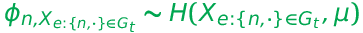 ϕ_{n,X_{e:{n,·}∈G_t}} ~ H(X_{e:{n,·}∈G_t}, μ)